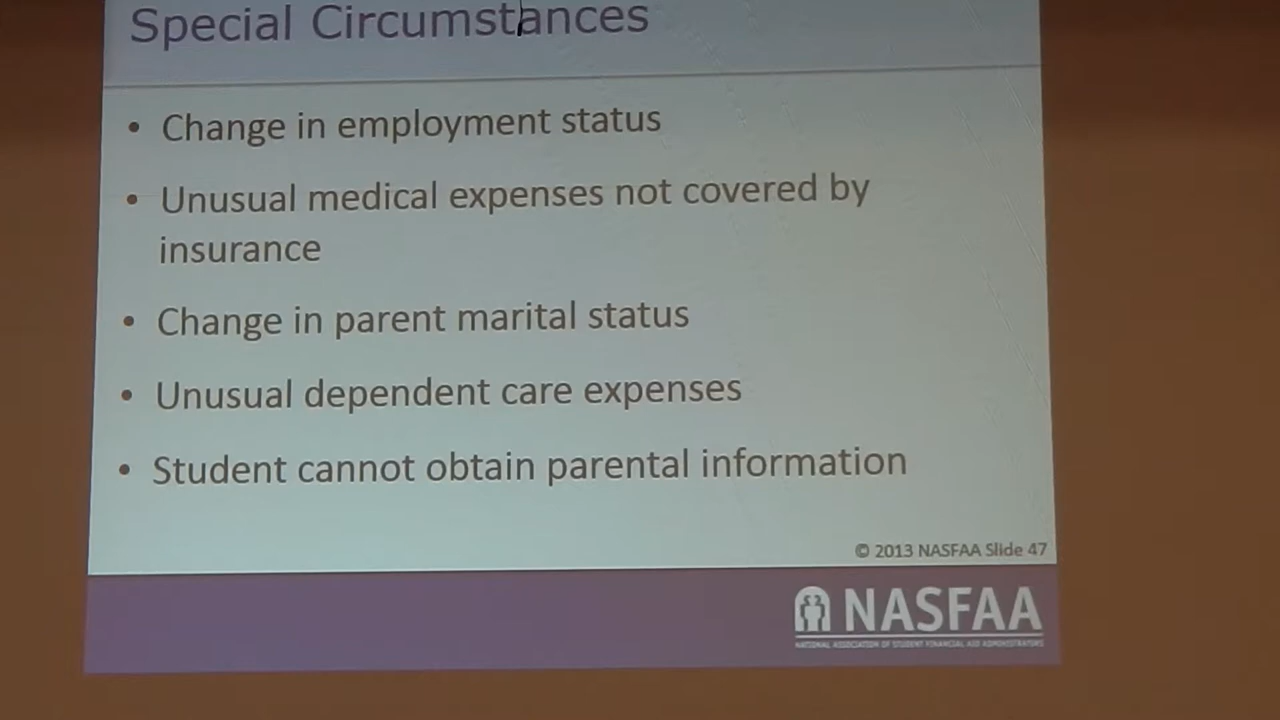 Special Circumstances
• Change in employment status
• Unusual medical expenses not covered by
insurance
• Change in parent marital status
• Unusual dependent care expenses
• Student cannot obtain parental information
© 2013 NASFAA Slide 47
NASFAA
NATIONAL ASSOCIATION OF STUDENT FINANCIAL AID ADMINISTRATORS